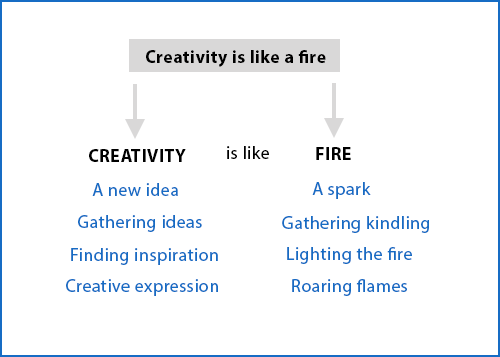 Creativity is like a fire
CREATIVITY is like FIRE
A new idea A spark
Gathering ideas Gathering kindling
Finding inspiration Lighting the fire
Creative expression Roaring flames